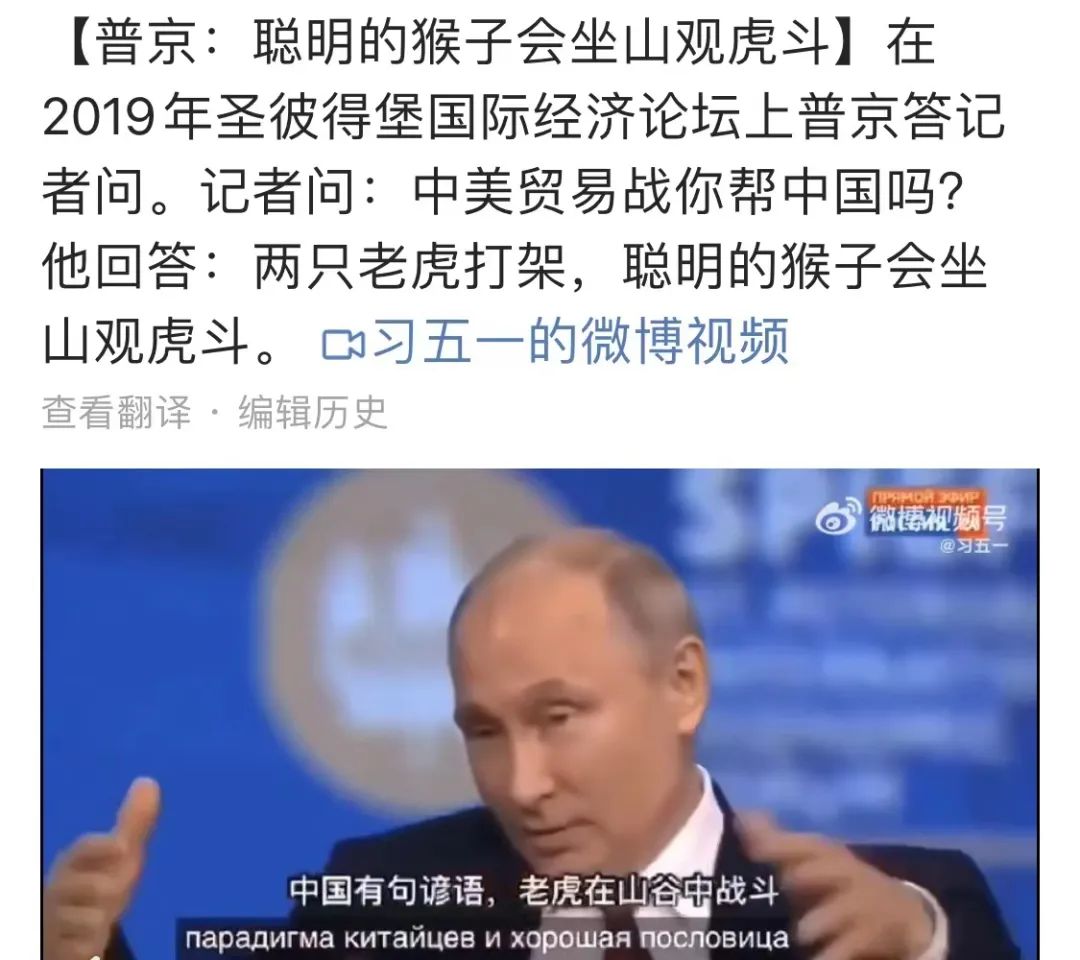 【普京：聪明的猴子会坐山观虎斗】在
2019年圣彼得堡国际经济论坛上普京答记
者问。记者问：中美贸易战你帮中国吗？
他回答：两只老虎打架，聪明的猴子会坐
山观虎斗。 习五一的微博视频
查看翻译 · 编辑历史
ПРЯМОЙ ЭФИР
微博视频号
@习五一
中国有句谚语，老虎在山谷中战斗
парадигма китайцев и хорошая пословица